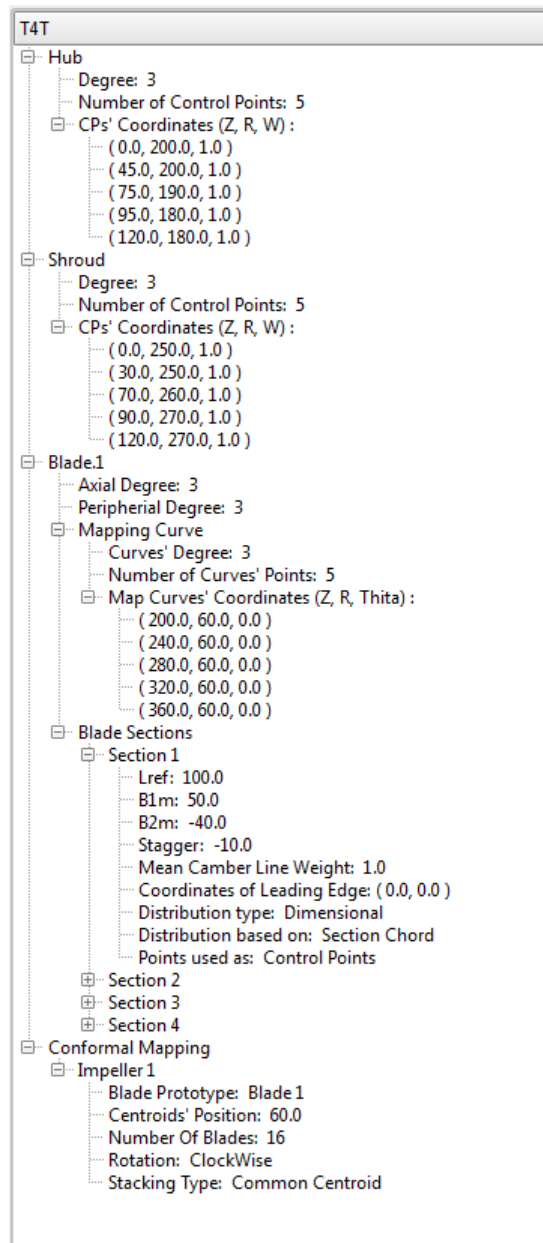 T4T
Hub
Degree: 3
Number of Control Points: 5
CPs' Coordinates (Z, R, W) :
( 0.0, 200.0, 1.0 )
( 45.0, 200.0, 1.0 )
( 75.0, 190.0, 1.0 )
( 95.0, 180.0, 1.0 )
( 120.0, 180.0, 1.0 )
Shroud
Degree: 3
Number of Control Points: 5
CPs' Coordinates (Z, R, W) :
( 0.0, 250.0, 1.0 )
( 30.0, 250.0, 1.0 )
( 70.0, 260.0, 1.0 )
( 90.0, 270.0, 1.0 )
( 120.0, 270.0, 1.0 )
Blade.1
Axial Degree: 3
Peripherial Degree: 3
Mapping Curve
Curves' Degree: 3
Number of Curves' Points: 5
Map Curves' Coordinates (Z, R, Thita) :
( 200.0, 60.0, 0.0 )
( 240.0, 60.0, 0.0 )
( 280.0, 60.0, 0.0 )
( 320.0, 60.0, 0.0 )
( 360.0, 60.0, 0.0 )
Blade Sections
Section 1
Lref: 100.0
B1m: 50.0
B2m: -40.0
Stagger: -10.0
Mean Camber Line Weight: 1.0
Coordinates of Leading Edge: ( 0.0, 0.0 )
Distribution type: Dimensional
Distribution based on: Section Chord
Points used as: Control Points
Section 2
Section 3
Section 4
Conformal Mapping
Impeller 1
Blade Prototype: Blade 1
Centroids' Position: 60.0
Number Of Blades: 16
Rotation: ClockWise
Stacking Type: Common Centroid